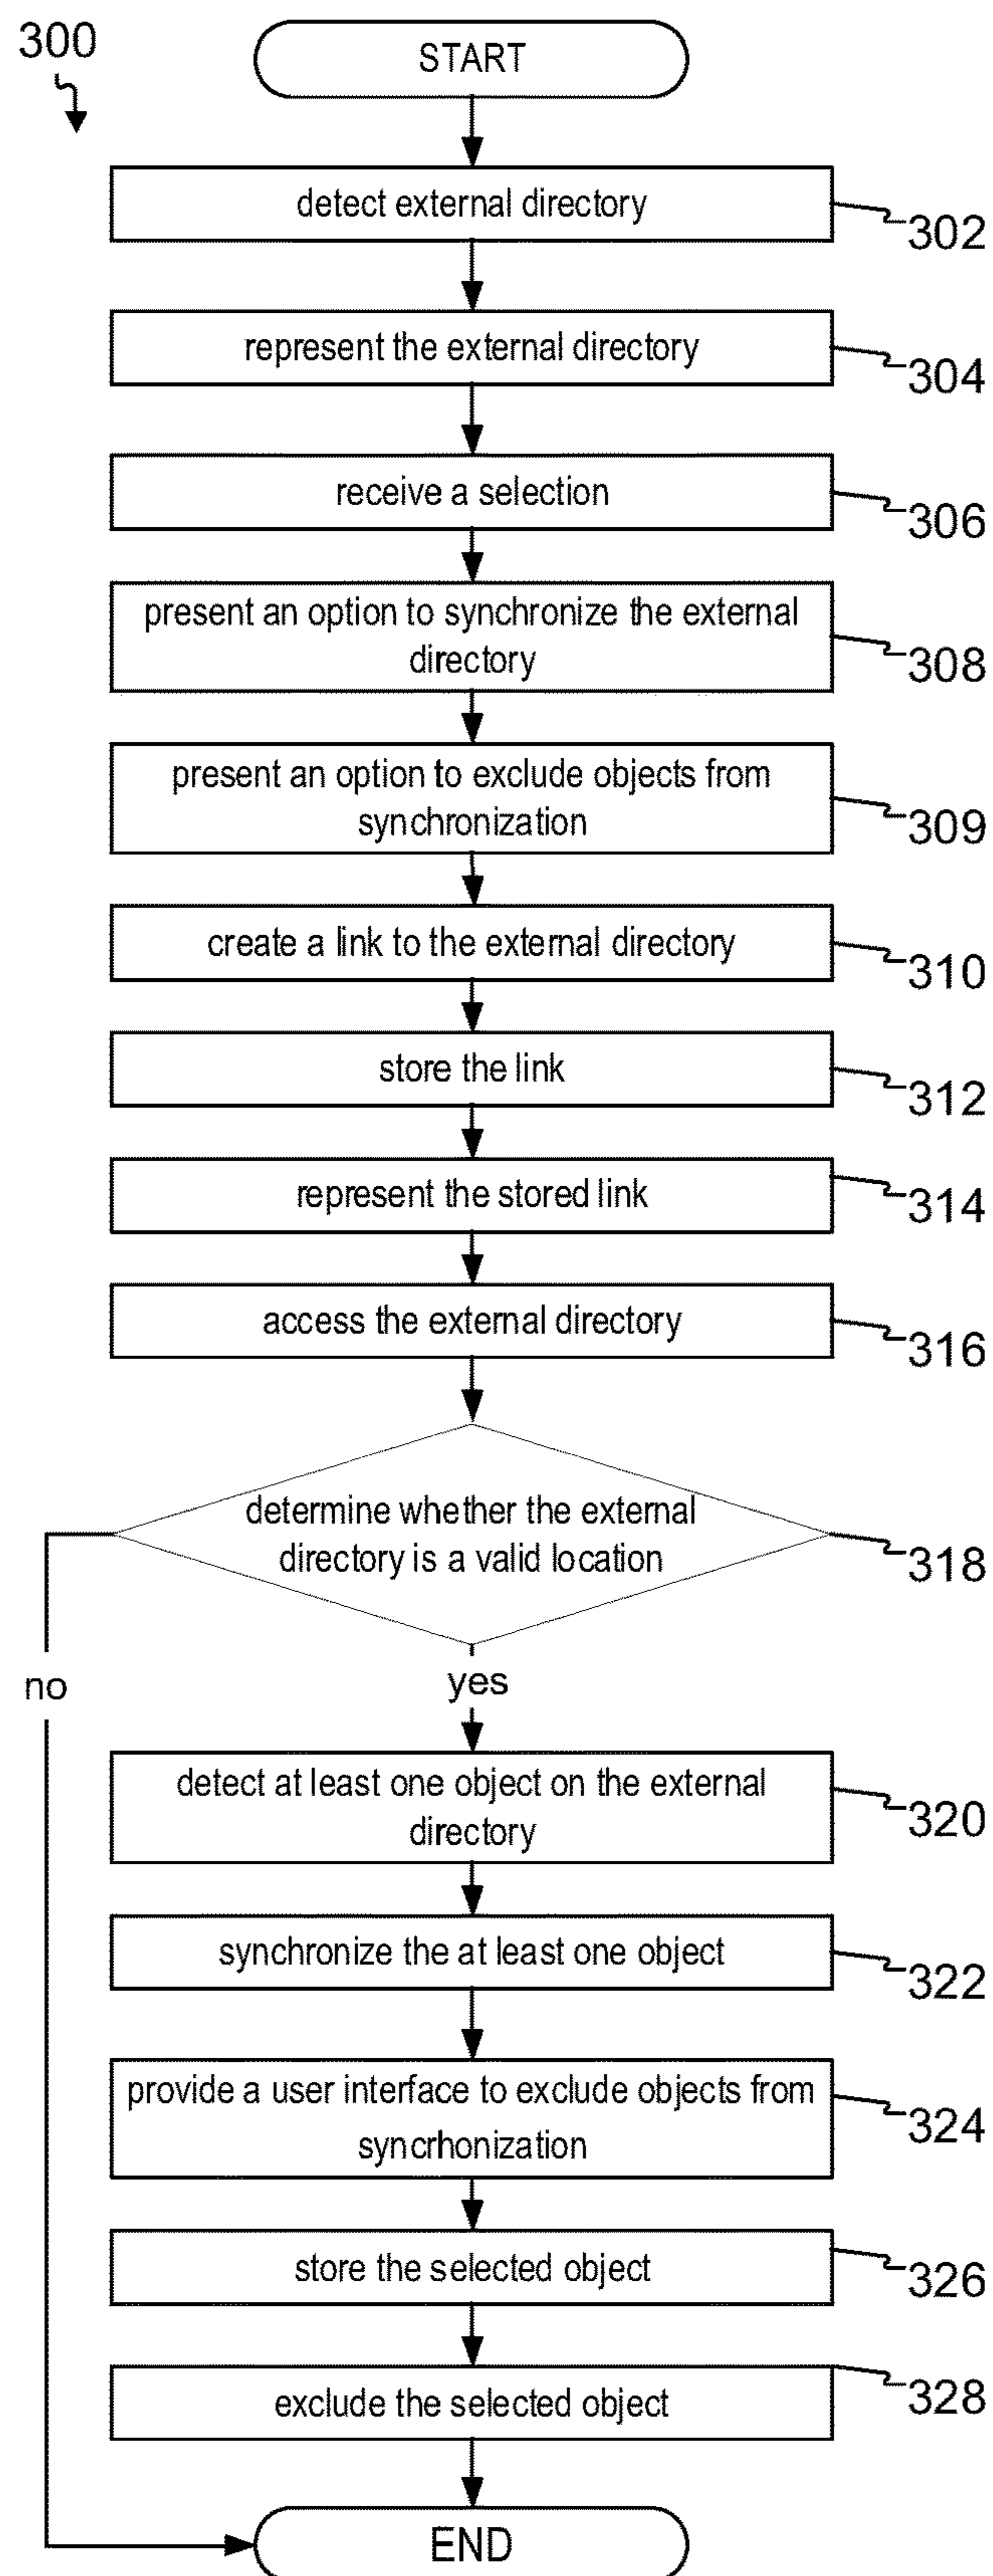 300
START
detect external directory
302
represent the external directory
304
receive a selection
306
present an option to synchronize the external
directory
308
present an option to exclude objects from
synchronization
309
create a link to the external directory
310
store the link
312
represent the stored link
314
access the external directory
316
determine whether the external
directory is a valid location
318
no
yes
detect at least one object on the external
directory
320
synchronize the at least one object
322
provide a user interface to exclude objects from
syncrhonization
324
store the selected object
326
exclude the selected object
328
END